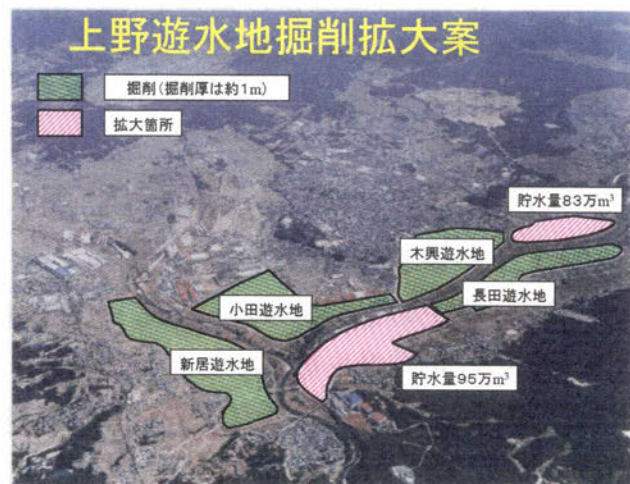 上野遊水地掘削拡大案
掘削(掘削厚は約1m)
拡大箇所
貯水量83万m³
木興遊水地
小田遊水地
長田遊水地
新居遊水地
貯水量95万m³